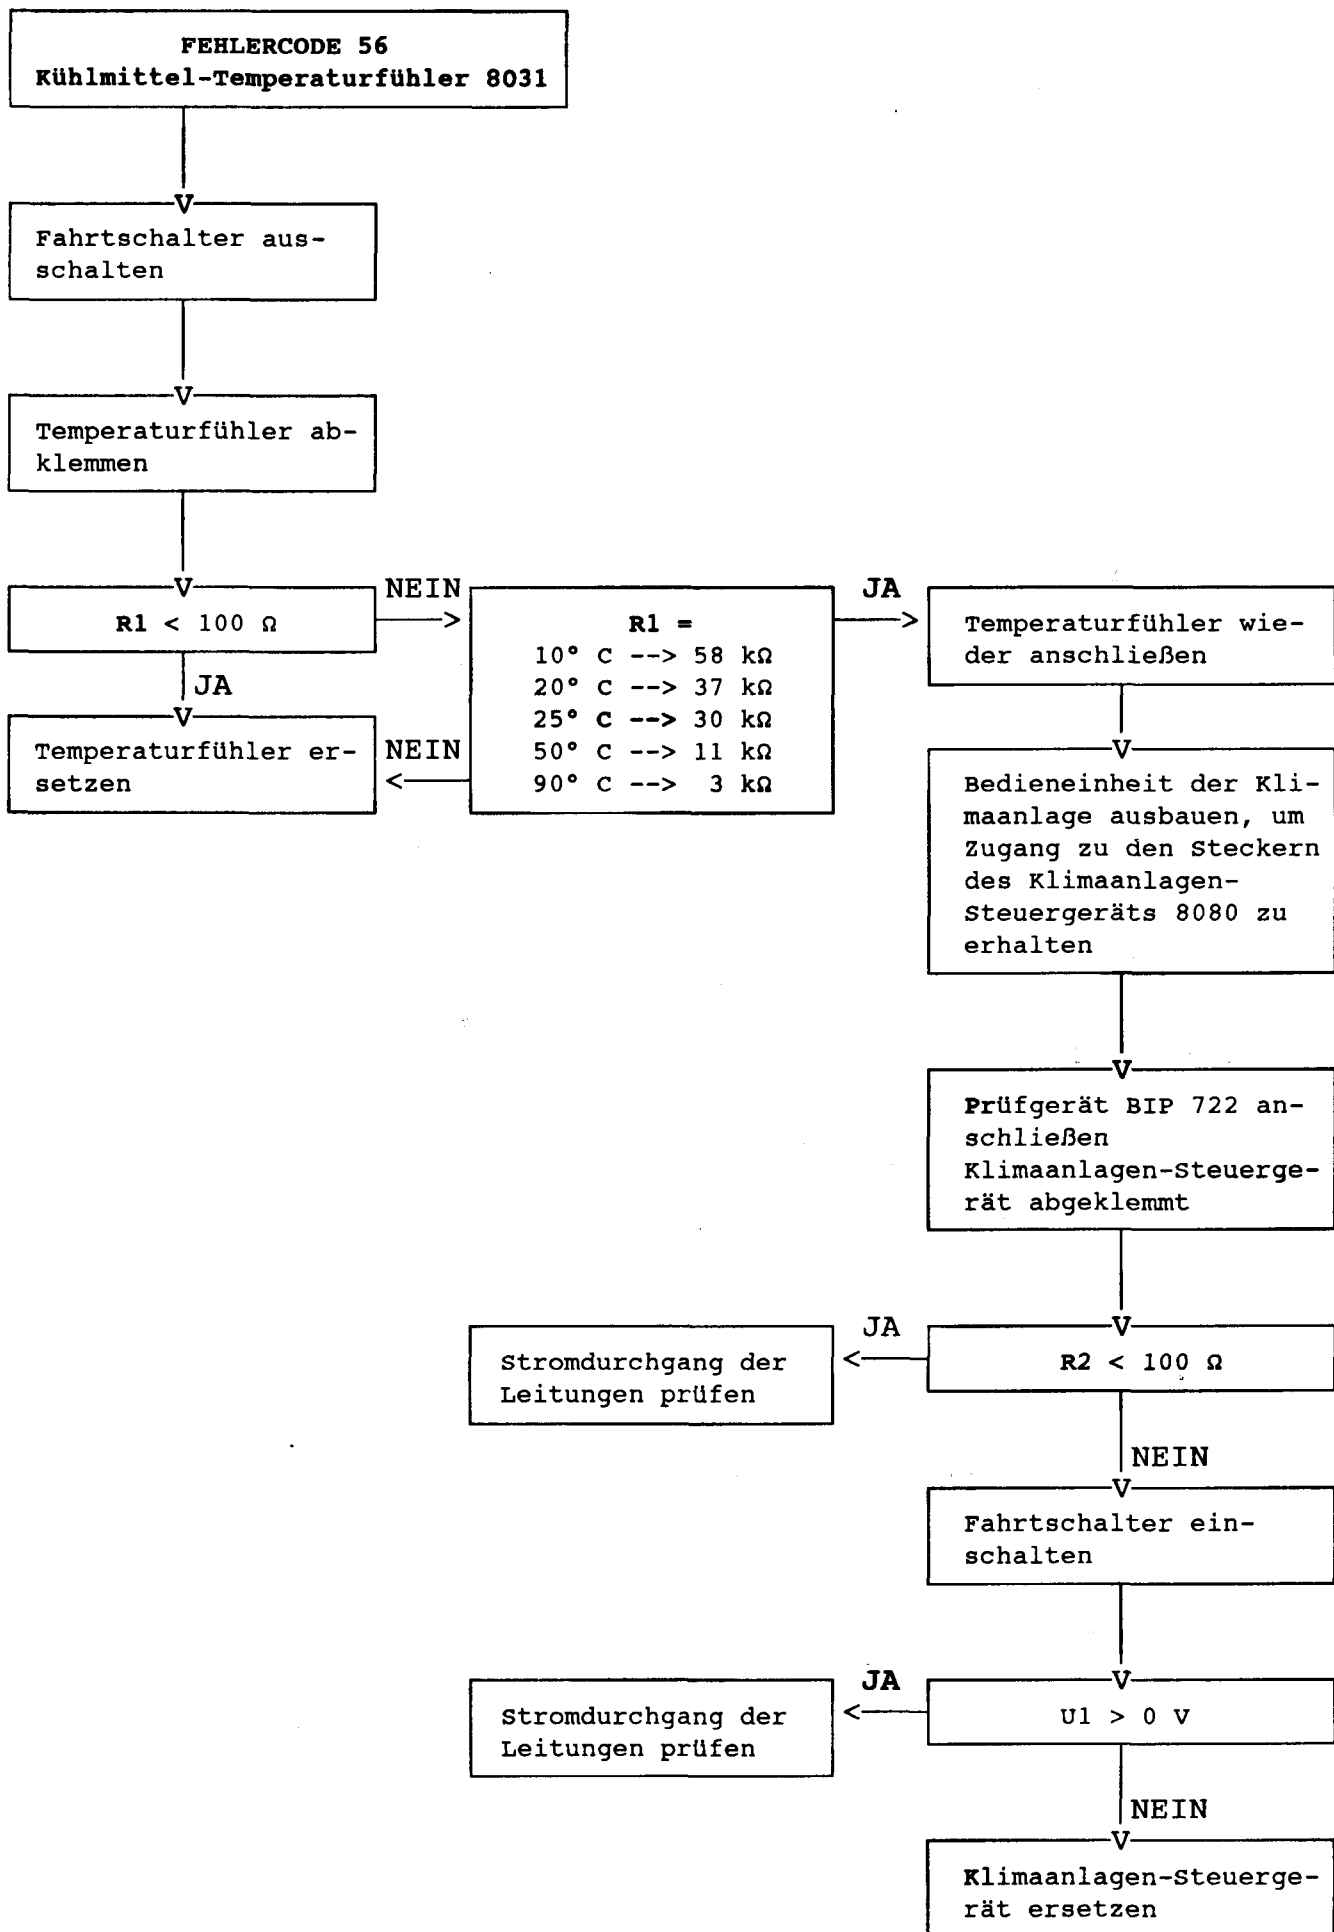 FEHLERCODE 56
Kühlmittel-Temperaturfühler 8031
V
Fahrtschalter aus-
schalten
V
Temperaturfühler ab-
klemmen
V
R1 < 100 Ω
NEIN
>
JA
V
Temperaturfühler er-
setzen
NEIN
<
R1 =
10° C --> 58 kΩ
20° C --> 37 kΩ
25° C --> 30 kΩ
50° C --> 11 kΩ
90° C --> 3 kΩ
JA
>
Temperaturfühler wie-
der anschließen
V
Bedieneinheit der Kli-
maanlage ausbauen, um
Zugang zu den Steckern
des Klimaanlagen-
Steuergeräts 8080 zu
erhalten
V
Prüfgerät BIP 722 an-
schließen
Klimaanlagen-Steuerge-
rät abgeklemmt
V
R2 < 100 Ω
JA
<
Stromdurchgang der
Leitungen prüfen
NEIN
V
Fahrtschalter ein-
schalten
V
U1 > 0 V
JA
<
Stromdurchgang der
Leitungen prüfen
NEIN
V
Klimaanlagen-Steuerge-
rät ersetzen